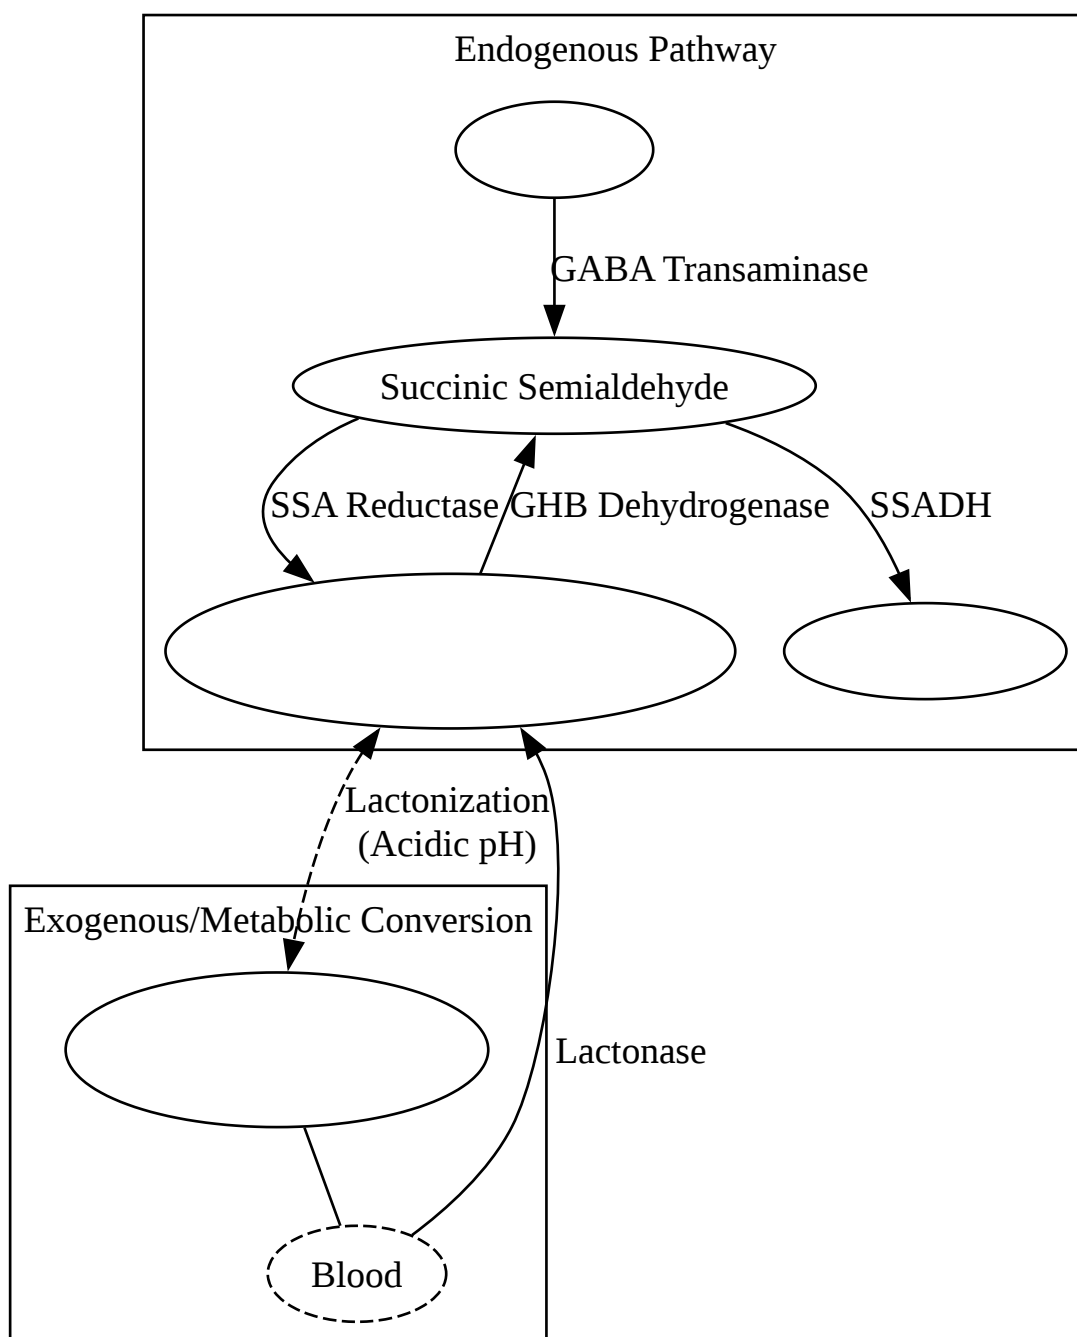 Endogenous Pathway
GABA Transaminase
Succinic Semialdehyde
SSA Reductase
GHB Dehydrogenase
SSADH
Lactonization
(Acidic pH)
Exogenous/Metabolic Conversion
Lactonase
Blood